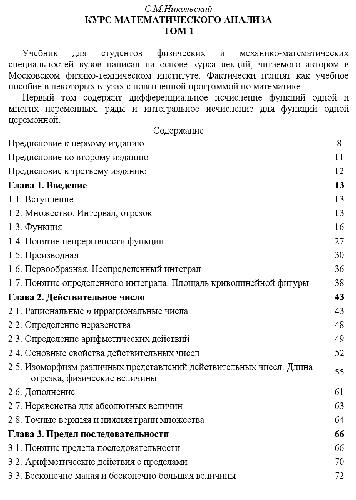 С.М.Никольский
КУРС МАТЕМАТИЧЕСКОГО АНАЛИЗА
ТОМ 1
Учебник для студентов физических и механико-математических
специальностей вузов написан на основе курса лекций, читаемого автором в
Московском физико-техническом институте. Фактически принят как учебное
пособие в некоторых втузах с повышенной программой по математике.
Первый том содержит дифференциальное исчисление функций одной и
многих переменных, ряды и интегральное исчисление для функций одной
переменной.
Содержание
Предисловие к первому изданию 8
Предисловие ко второму изданию 11
Предисловие к третьему изданию 12
Глава 1. Введение 13
1.1. Вступление 13
1.2. Множество. Интервал, отрезок 13
1.3. Функция 16
1.4. Понятие непрерывности функции 27
1.5. Производная 30
1.6. Первообразная. Неопределенный интеграл 36
1.7. Понятие определенного интеграла. Площадь криволинейной фигуры 38
Глава 2. Действительное число 43
2.1. Рациональные и иррациональные числа 43
2.2. Определение неравенства 48
2.3. Определение арифметических действий 49
2.4. Основные свойства действительных чисел 52
2.5. Изоморфизм различных представлений действительных чисел. Длина
отрезка, физические величины 55
2.6. Дополнение 61
2.7. Неравенства для абсолютных величин 63
2.8. Точные верхняя и нижняя грани множества 64
Глава 3. Предел последовательности 66
3.1. Понятие предела последовательности 66
3.2. Арифметические действия с пределами 70
3.3. Бесконечно малая и бесконечно большая величины 72